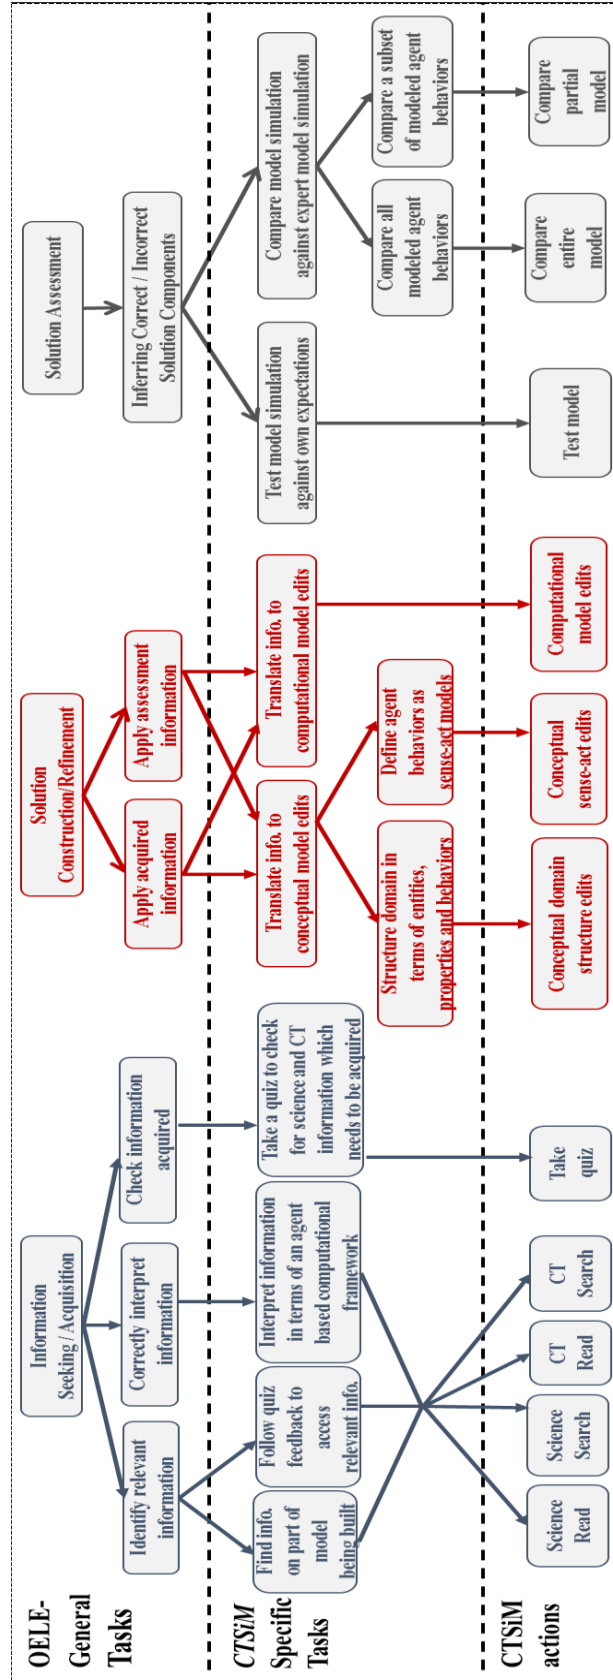 OELE-
General
Tasks
Information
Seeking / Acquisition
Solution
Construction/Refinement
Solution Assessment
Identify relevant
information
Correctly interpret
information
Check information
acquired
Apply acquired
information
Apply assessment
information
Inferring Correct / Incorrect
Solution Components
CTSiM
Specific
Tasks
Find info.
on part of
model
being built
Follow quiz
feedback to
access
relevant info.
Interpret information
in terms of an agent
based computational
framework
Take a quiz to check
for science and CT
information which
needs to be acquired
Translate info. to
conceptual model edits
Translate info. to
computational model edits
Test model simulation
against own expectations
Compare model simulation
against expert model simulation
Structure domain in
terms of entities,
properties and behaviors
Define agent
behaviors as
sense-act models
Compare all
modeled agent
behaviors
Compare a subset
of modeled agent
behaviors
CTSiM
actions
Science
Read
Science
Search
CT
Read
CT
Search
Take
quiz
Conceptual domain
structure edits
Conceptual
sense-act edits
Computational
model edits
Test model
Compare
entire
model
Compare
partial
model